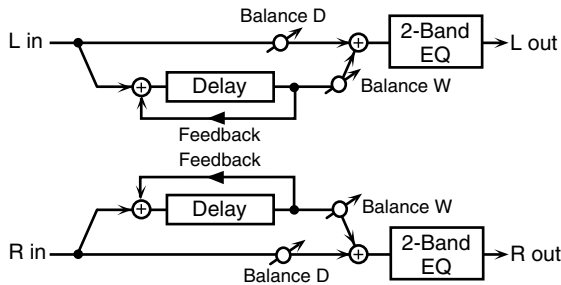 Balance D
L in
2-Band
EQ
L out
Delay
Balance W
Feedback
Feedback
Delay
Balance W
R in
2-Band
EQ
R out
Balance D